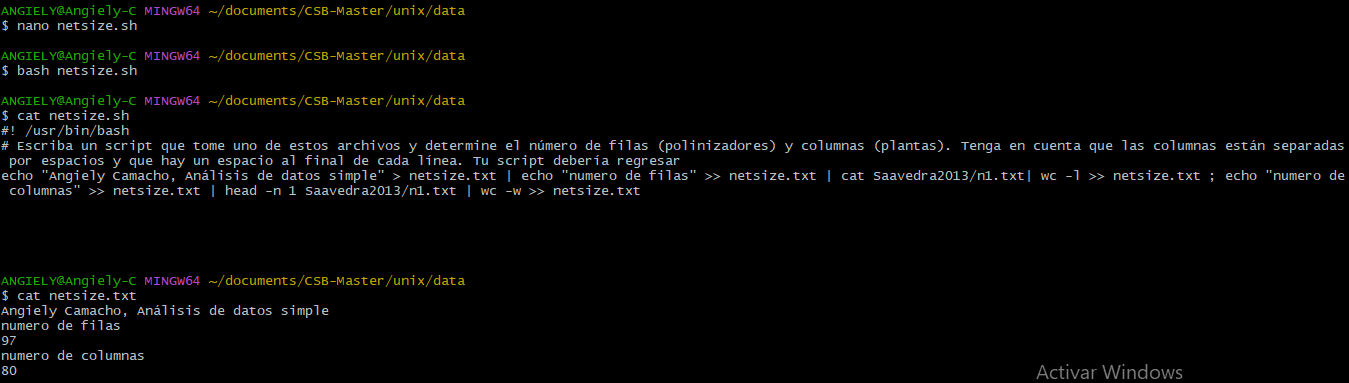 ANGIELY@Angiely-C MINGW64 ~/documents/CSB-Master/unix/data
$ nano netsize.sh
ANGIELY@Angiely-C MINGW64 ~/documents/CSB-Master/unix/data
$ bash netsize.sh
ANGIELY@Angiely-C MINGW64 ~/documents/CSB-Master/unix/data
$ cat netsize.sh
#! /usr/bin/bash
# Escriba un script que tome uno de estos archivos y determine el número de filas (polinizadores) y columnas (plantas). Tenga en cuenta que las columnas están separadas
por espacios y que hay un espacio al final de cada línea. Tu script debería regresar
echo "Angiely Camacho, Análisis de datos simple" > netsize.txt | echo "numero de filas" >> netsize.txt | cat Saavedra2013/n1.txt| wc -l >> netsize.txt ; echo "numero de
columnas" >> netsize.txt | head -n 1 Saavedra2013/n1.txt | wc -w >> netsize.txt
ANGIELY@Angiely-C MINGW64 ~/documents/CSB-Master/unix/data
$ cat netsize.txt
Angiely Camacho, Análisis de datos simple
numero de filas
97
numero de columnas
80
Activar Windows